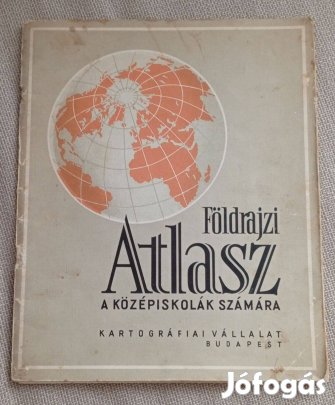 Földrajzi
Atlasz
A KÖZÉPISKOLÁK SZÁMÁRA
KARTOGRÁFIAI VÁLLALAT
BUDAPEST
Jófogás